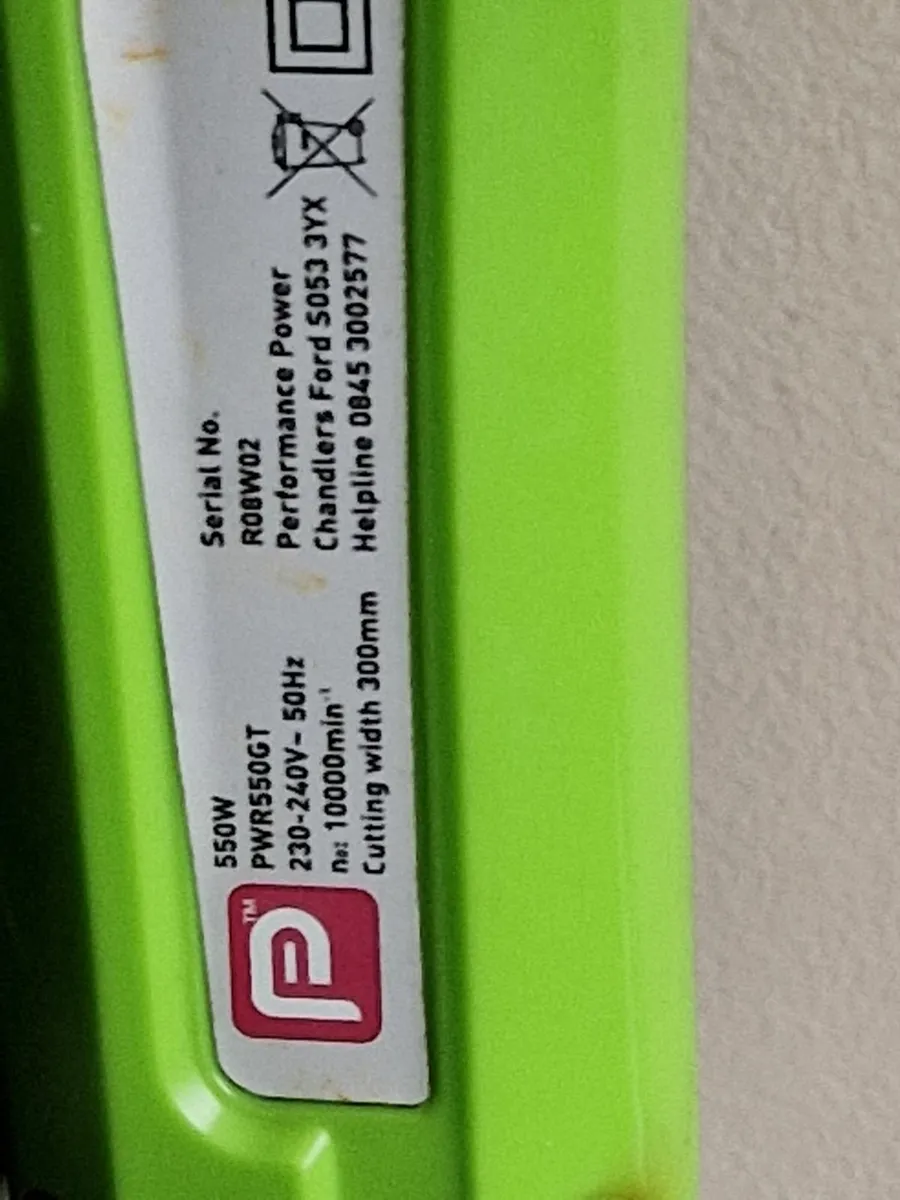 550W
PWR550GT
230-240V~ 50Hz
n₀: 10000min⁻¹
Cutting width 300mm
Serial No.
R08W02
Performance Power
Chandlers Ford SO53 3YX
Helpline 0845 3002577
P™